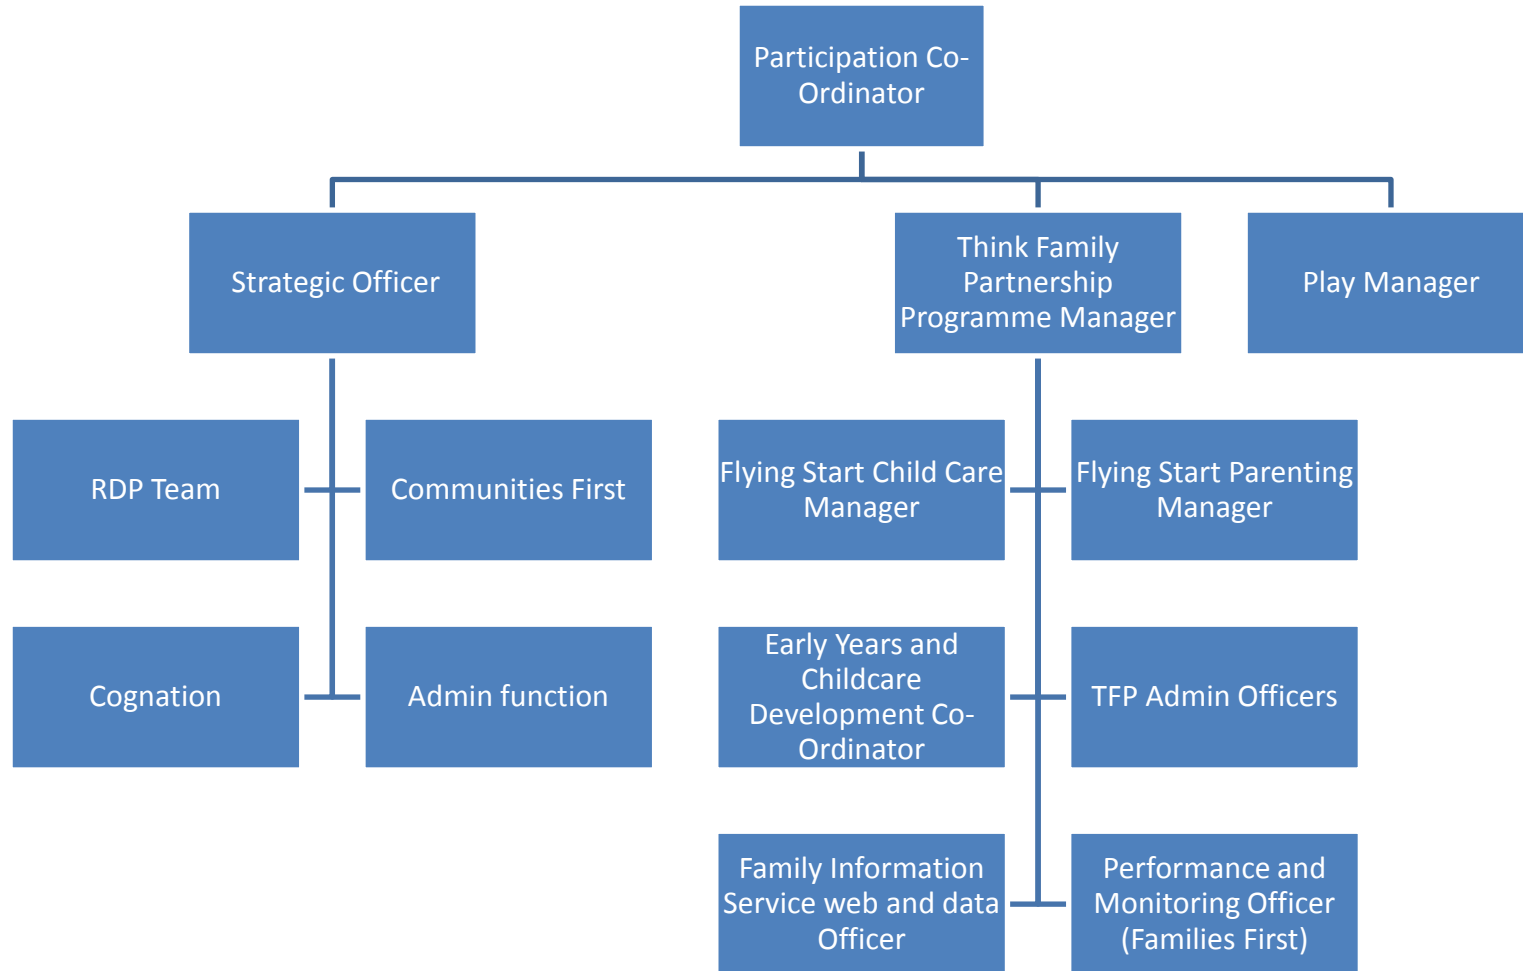 Participation Co-
Ordinator
Strategic Officer
Think Family
Partnership
Programme Manager
Play Manager
RDP Team
Communities First
Flying Start Child Care
Manager
Flying Start Parenting
Manager
Cognation
Admin function
Early Years and
Childcare
Development Co-
Ordinator
TFP Admin Officers
Family Information
Service web and data
Officer
Performance and
Monitoring Officer
(Families First)